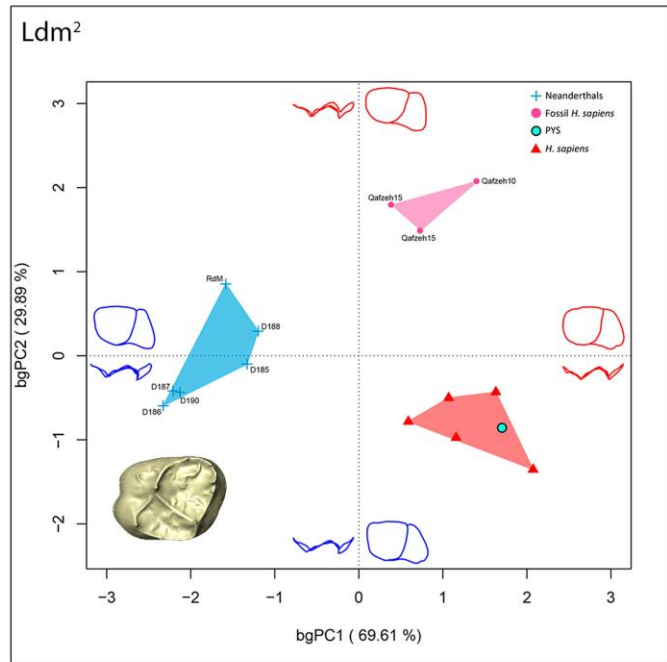 Ldm²
Neanderthals
Fossil H. sapiens
PYS
H. sapiens
Qafzeh10
Qafzeh15
Qafzeh15
RdM
D188
D185
D187
D190
D186
3
2
1
0
−1
−2
bgPC2 ( 29.89 %)
−3 −2 −1 0 1 2 3
bgPC1 ( 69.61 %)